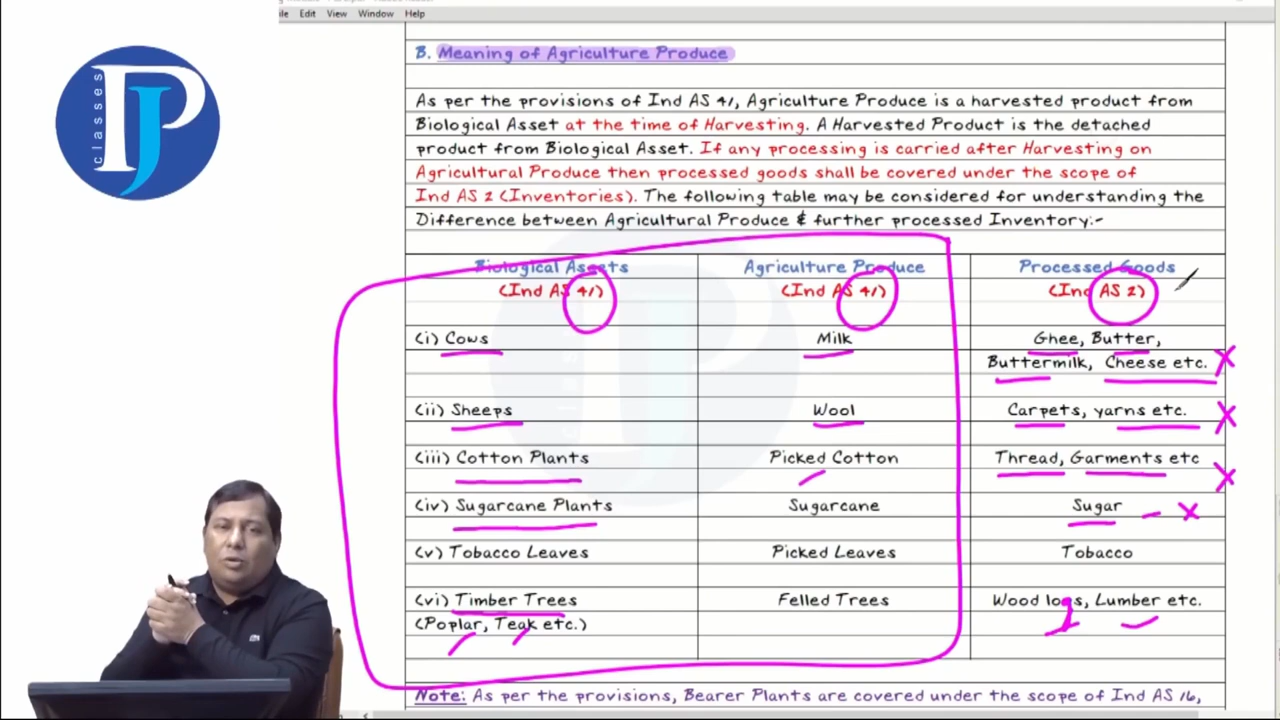 File Edit View Window Help
classes PJ
B. Meaning of Agriculture Produce
As per the provisions of Ind AS 41, Agriculture Produce is a harvested product from
Biological Asset at the time of Harvesting. A Harvested Product is the detached
product from Biological Asset. If any processing is carried after Harvesting on
Agricultural Produce then processed goods shall be covered under the scope of
Ind AS 2 (Inventories). The following table may be considered for understanding the
Difference between Agricultural Produce & further processed Inventory:-
Biological Assets Agriculture Produce Processed Goods
(Ind AS 41) (Ind AS 41) (Ind AS 2)
(i) Cows Milk Ghee, Butter,
Buttermilk, Cheese etc.
(ii) Sheeps Wool Carpets, yarns etc.
(iii) Cotton Plants Picked Cotton Thread, Garments etc
(iv) Sugarcane Plants Sugarcane Sugar
(v) Tobacco Leaves Picked Leaves Tobacco
(vi) Timber Trees Felled Trees Wood logs, Lumber etc.
(Poplar, Teak etc.)
Note: As per the provisions, Bearer Plants are covered under the scope of Ind AS 16,